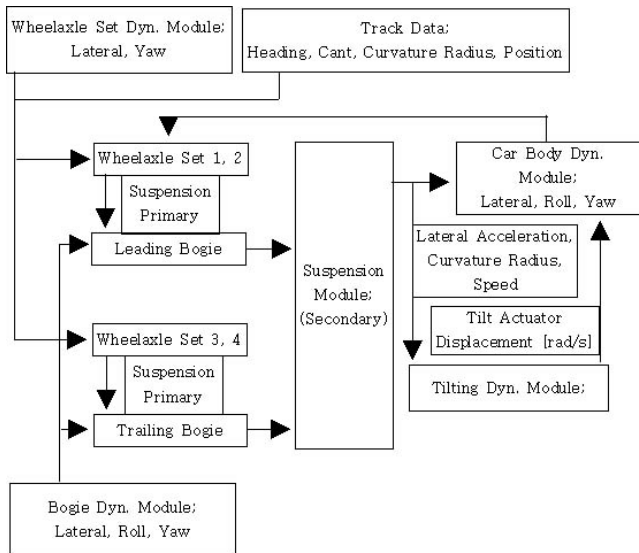 Wheelaxle Set Dyn. Module;
Lateral, Yaw
Track Data;
Heading, Cant, Curvature Radius, Position
Wheelaxle Set 1, 2
Suspension
Primary
Leading Bogie
Wheelaxle Set 3, 4
Suspension
Primary
Trailing Bogie
Bogie Dyn. Module;
Lateral, Roll, Yaw
Suspension
Module;
(Secondary)
Car Body Dyn.
Module;
Lateral, Roll, Yaw
Lateral Acceleration,
Curvature Radius,
Speed
Tilt Actuator
Displacement [rad/s]
Tilting Dyn. Module;